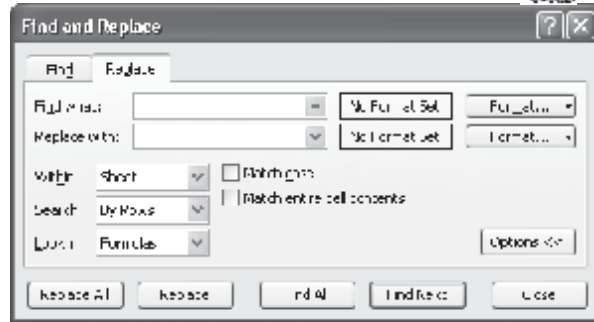 Find and Replace
Find Replace
Find what: No Format Set Format...
Replace with: No Format Set Format...
Within: Sheet Match case
Search: By Rows Match entire cell contents
Look in: Formulas Options <<
Replace All Replace Find All Find Next Close